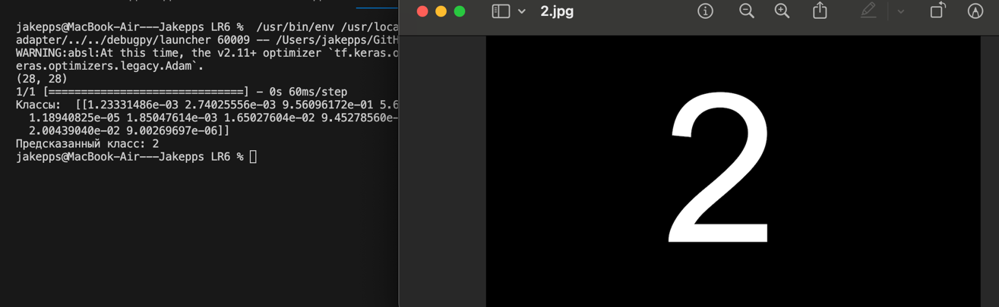 jakepps@MacBook-Air---Jakepps LR6 % /usr/bin/env /usr/loca
adapter/../../debugpy/launcher 60009 -- /Users/jakepps/GitH
WARNING:absl:At this time, the v2.11+ optimizer `tf.keras.o
eras.optimizers.legacy.Adam`.
(28, 28)
1/1 [==============================] - 0s 60ms/step
Классы:  [[1.23331486e-03 2.74025556e-03 9.56096172e-01 5.6
1.18940825e-05 1.85047614e-03 1.65027604e-02 9.45278560e-
2.00439040e-02 9.00269697e-06]]
Предсказанный класс: 2
jakepps@MacBook-Air---Jakepps LR6 %
2.jpg
2